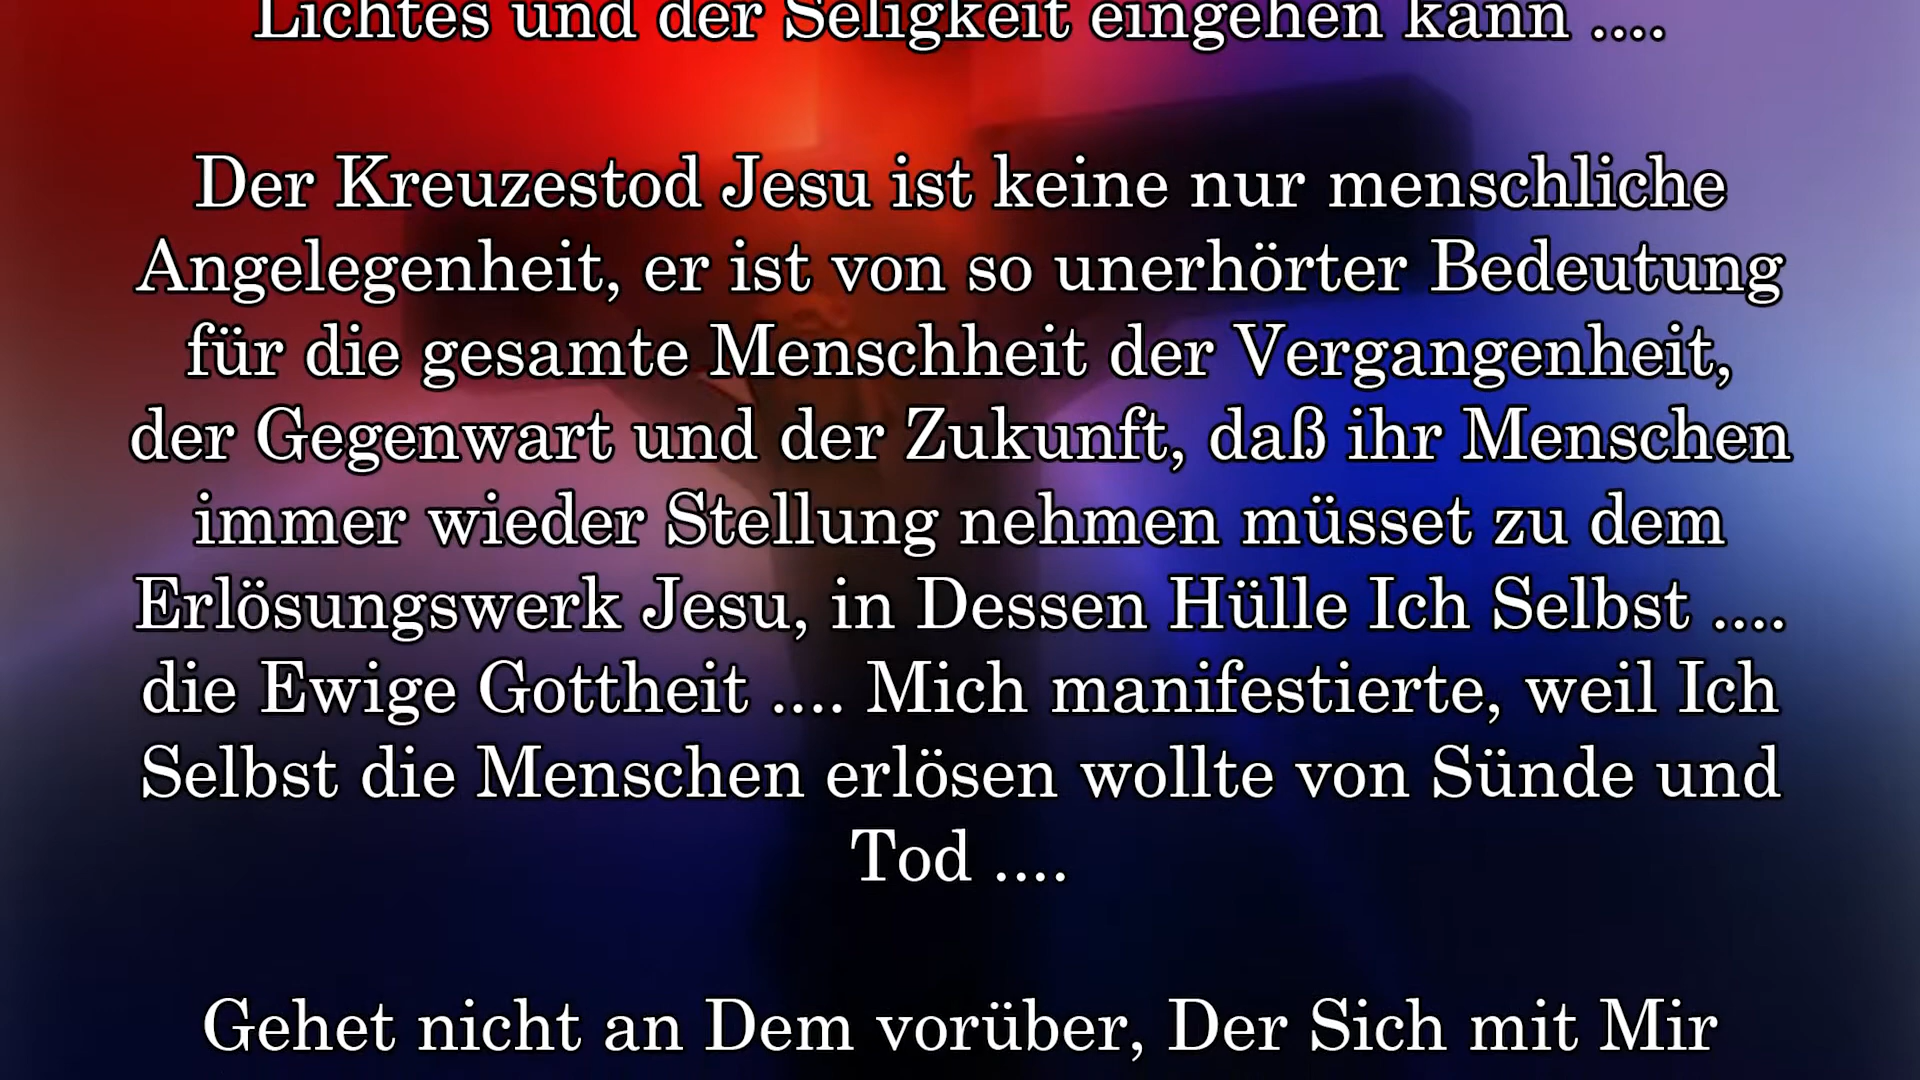 Lichtes und der Seligkeit eingehen kann ....
Der Kreuzestod Jesu ist keine nur menschliche
Angelegenheit, er ist von so unerhörter Bedeutung
für die gesamte Menschheit der Vergangenheit,
der Gegenwart und der Zukunft, daß ihr Menschen
immer wieder Stellung nehmen müsset zu dem
Erlösungswerk Jesu, in Dessen Hülle Ich Selbst ....
die Ewige Gottheit .... Mich manifestierte, weil Ich
Selbst die Menschen erlösen wollte von Sünde und
Tod ....
Gehet nicht an Dem vorüber, Der Sich mit Mir